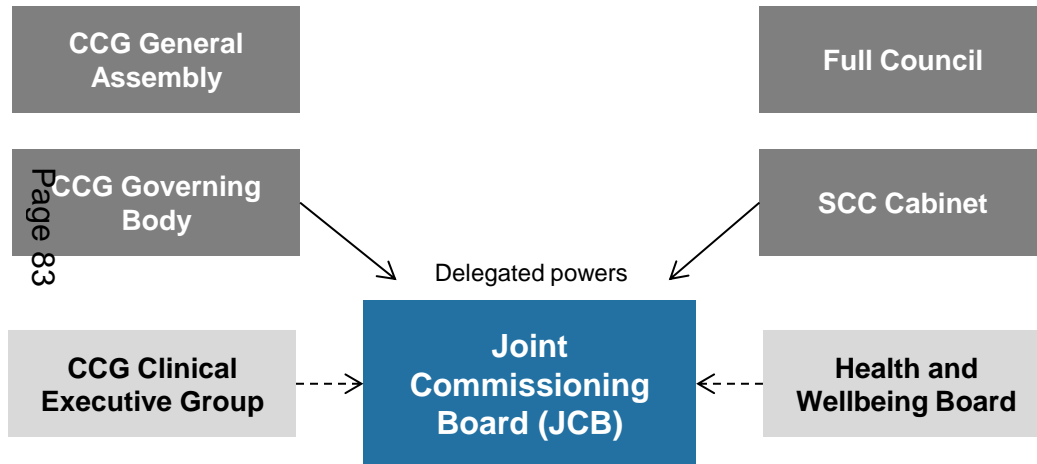 CCG General
Assembly
Full Council
Page 83
CCG Governing
Body
SCC Cabinet
Delegated powers
CCG Clinical
Executive Group
Joint
Commissioning
Board (JCB)
Health and
Wellbeing Board